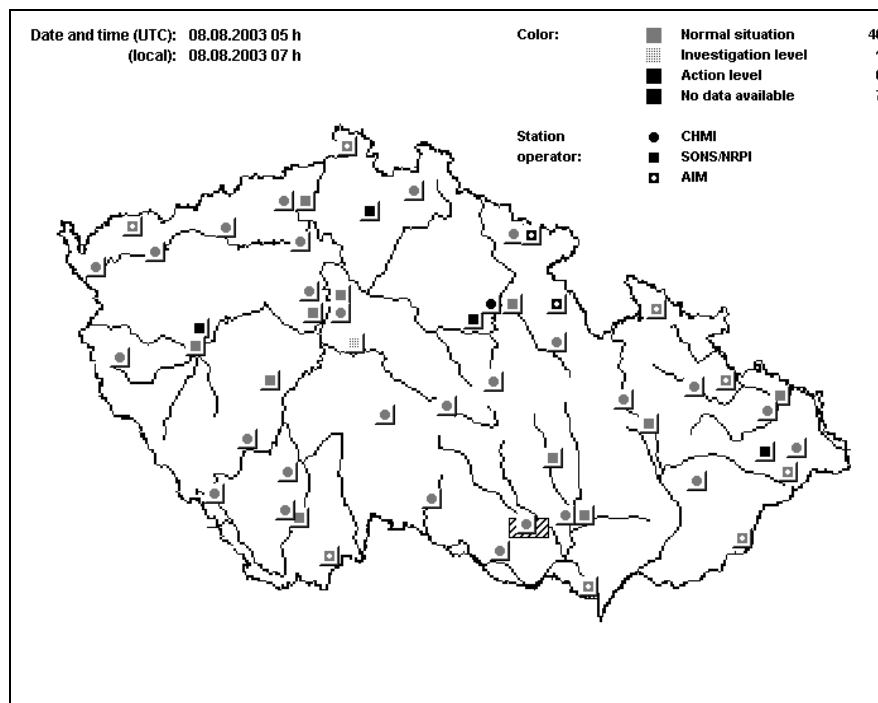 Date and time (UTC): 08.08.2003 05 h
(local): 08.08.2003 07 h
Color:
Normal situation
Investigation level
Action level
No data available
Station operator:
CHMI
SONS/NRPI
AIM